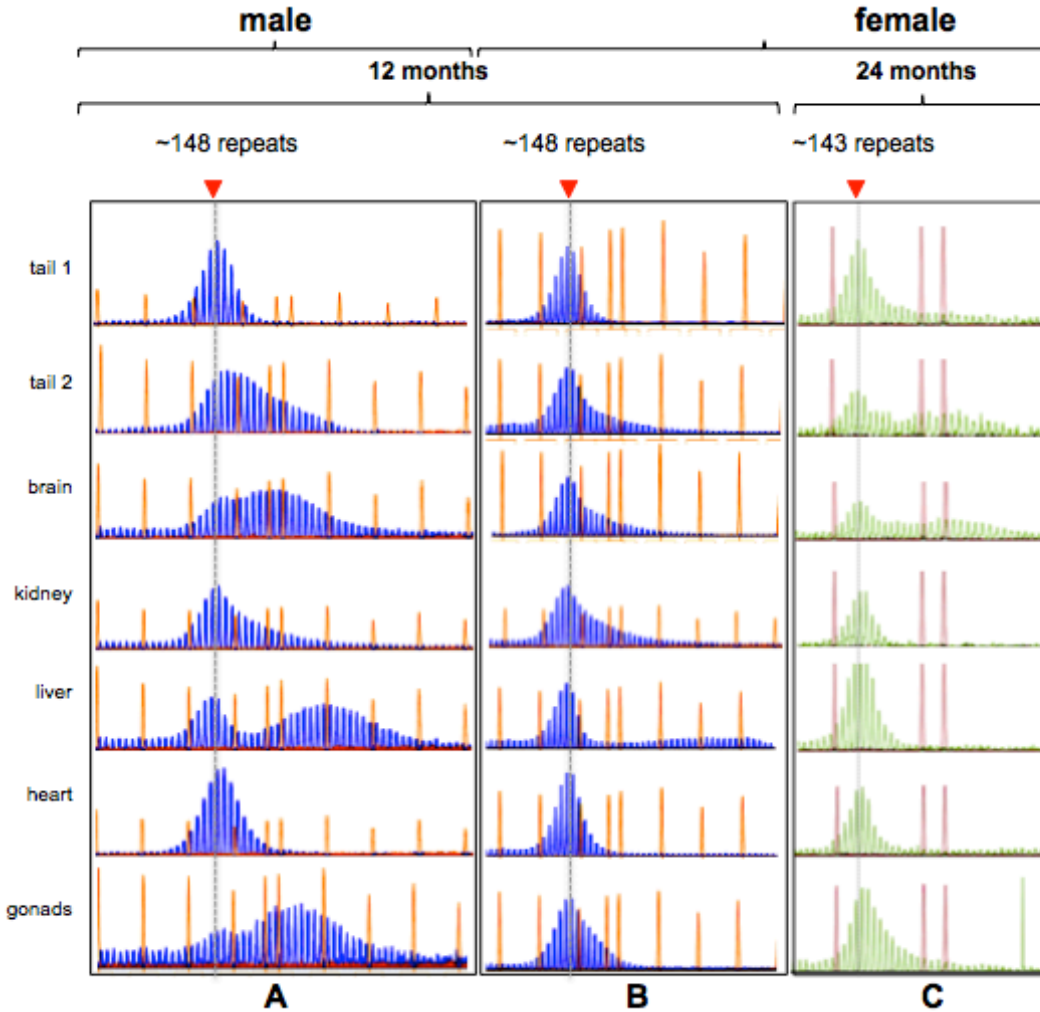 male female
12 months 24 months
~148 repeats ~148 repeats ~143 repeats
tail 1
tail 2
brain
kidney
liver
heart
gonads
A B C